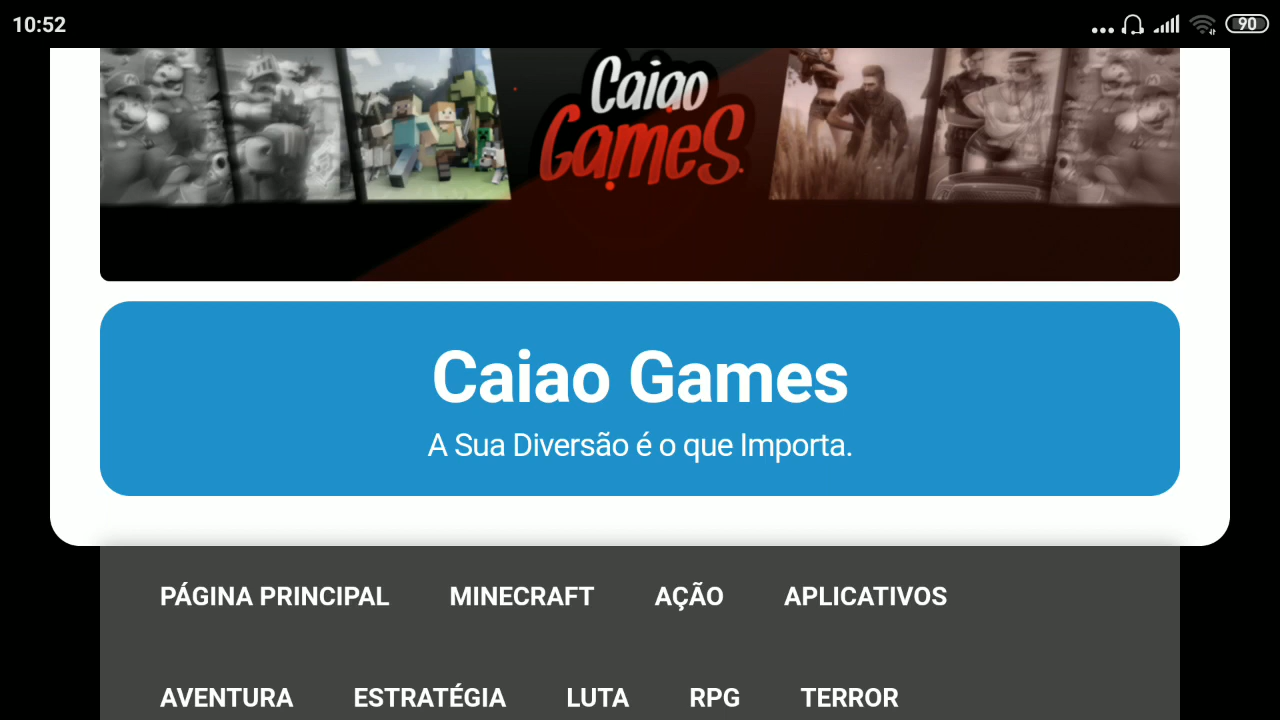 10:52
90
Caiao
Games
Caiao Games
A Sua Diversão é o que Importa.
PÁGINA PRINCIPAL MINECRAFT AÇÃO APLICATIVOS
AVENTURA ESTRATÉGIA LUTA RPG TERROR